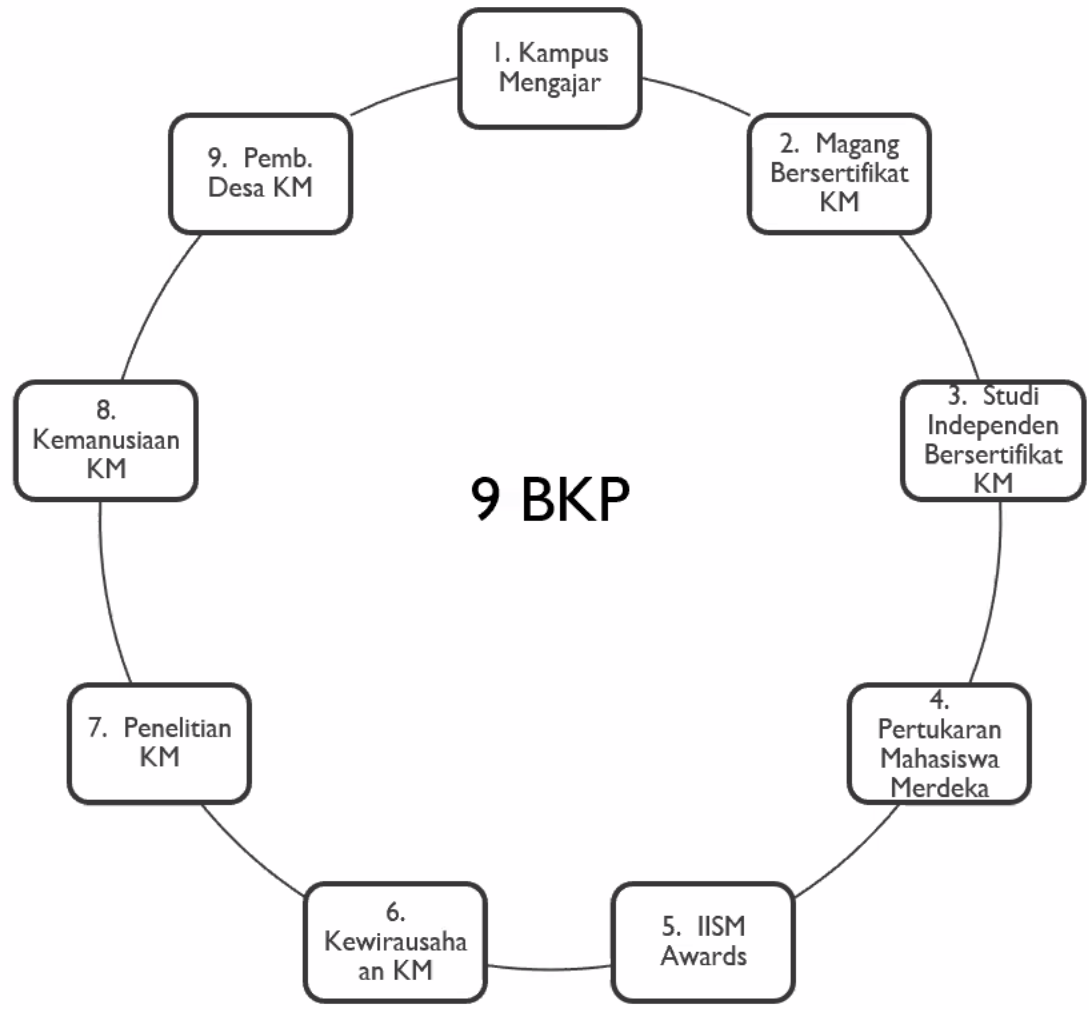 1. Kampus
Mengajar
2. Magang
Bersertifikat
KM
3. Studi
Independen
Bersertifikat
KM
4.
Pertukaran
Mahasiswa
Merdeka
5. IISM
Awards
6.
Kewirausaha
an KM
7. Penelitian
KM
8.
Kemanusiaan
KM
9. Pemb.
Desa KM
9 BKP